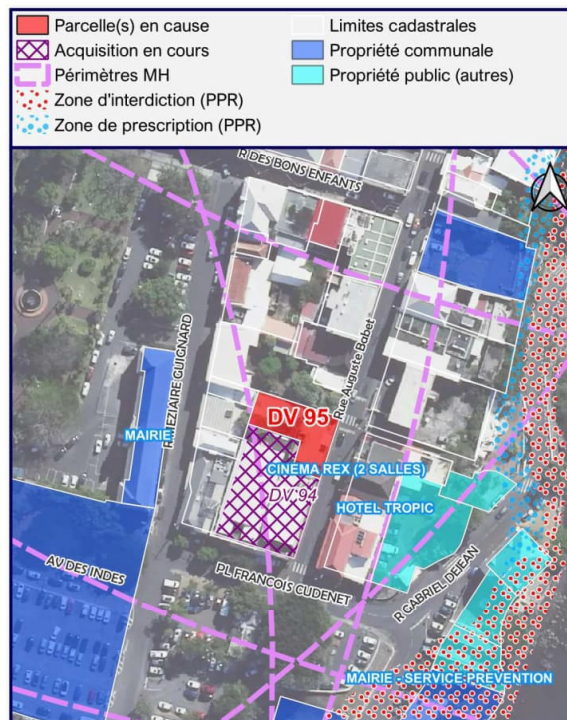 Parcelle(s) en cause
Acquisition en cours
Périmètres MH
Zone d'interdiction (PPR)
Zone de prescription (PPR)
Limites cadastrales
Propriété communale
Propriété public (autres)
R DES BONS ENFANTS
EZIAIRE GUIGNARD
Rue Auguste Babet
MAIRIE
DV 95
CINEMA REX (2 SALLES)
DV 94
HOTEL TROPIC
AV DES INDES
PL FRANCOIS CUDENET
R GABRIEL DEJEAN
MAIRIE - SERVICE PREVENTION